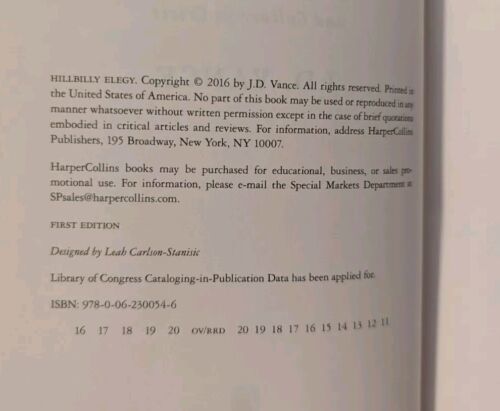 HILLBILLY ELEGY. Copyright © 2016 by J.D. Vance. All rights reserved. Printed in
the United States of America. No part of this book may be used or reproduced in any
manner whatsoever without written permission except in the case of brief quotations
embodied in critical articles and reviews. For information, address HarperCollins
Publishers, 195 Broadway, New York, NY 10007.
HarperCollins books may be purchased for educational, business, or sales pro-
motional use. For information, please e-mail the Special Markets Department at
SPsales@harpercollins.com.
FIRST EDITION
Designed by Leah Carlson-Stanisic
Library of Congress Cataloging-in-Publication Data has been applied for.
ISBN: 978-0-06-230054-6
16 17 18 19 20 OV/RRD 20 19 18 17 16 15 14 13 12 11